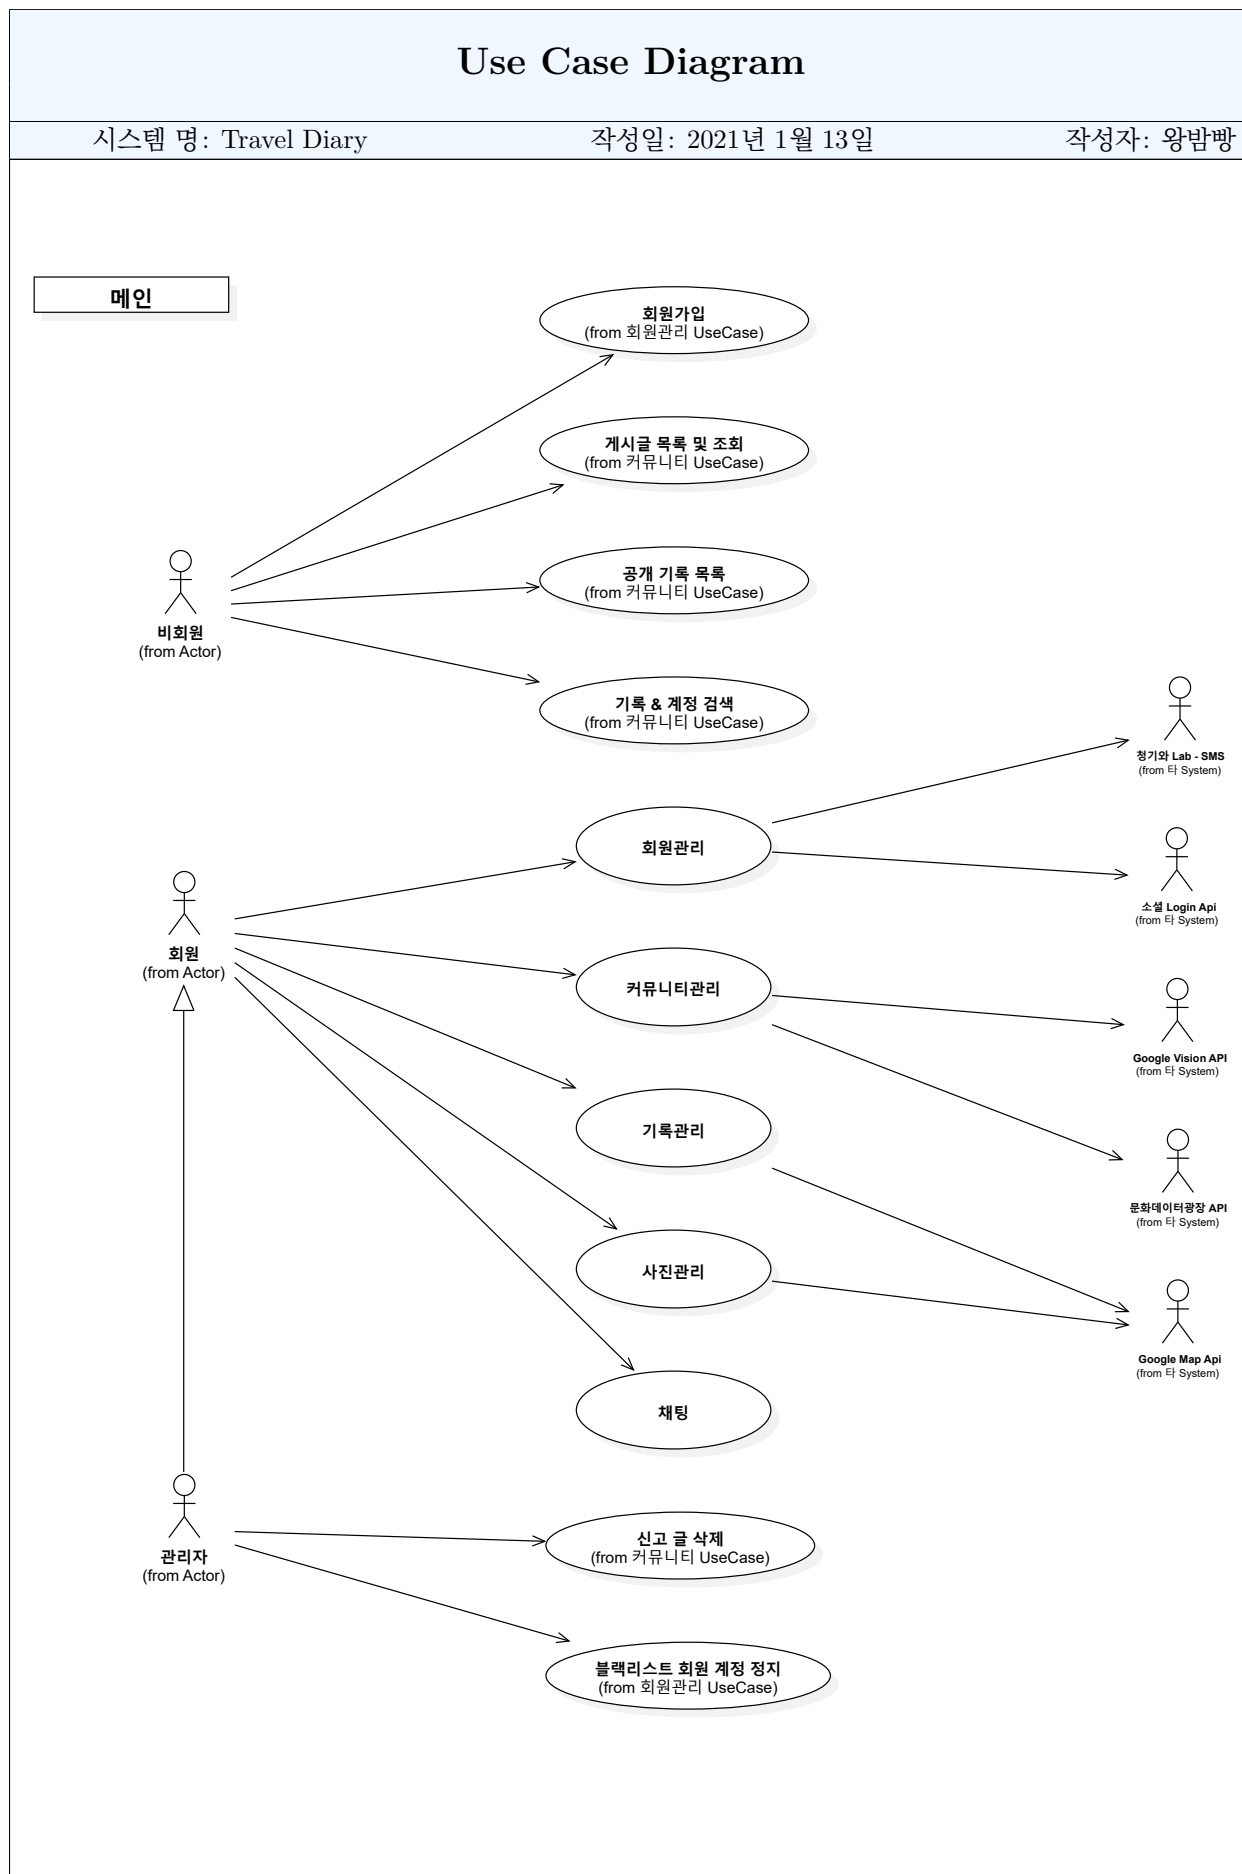 Use Case Diagram
시스템 명: Travel Diary 작성일: 2021년 1월 13일 작성자: 왕밤빵
메인
회원가입
(from 회원관리 UseCase)
게시글 목록 및 조회
(from 커뮤니티 UseCase)
공개 기록 목록
(from 커뮤니티 UseCase)
비회원
(from Actor)
기록 & 계정 검색
(from 커뮤니티 UseCase)
청기와 Lab - SMS
(from 타 System)
회원관리
소셜 Login Api
(from 타 System)
회원
(from Actor)
커뮤니티관리
Google Vision API
(from 타 System)
기록관리
문화데이터광장 API
(from 타 System)
사진관리
Google Map Api
(from 타 System)
채팅
관리자
(from Actor)
신고 글 삭제
(from 커뮤니티 UseCase)
블랙리스트 회원 계정 정지
(from 회원관리 UseCase)